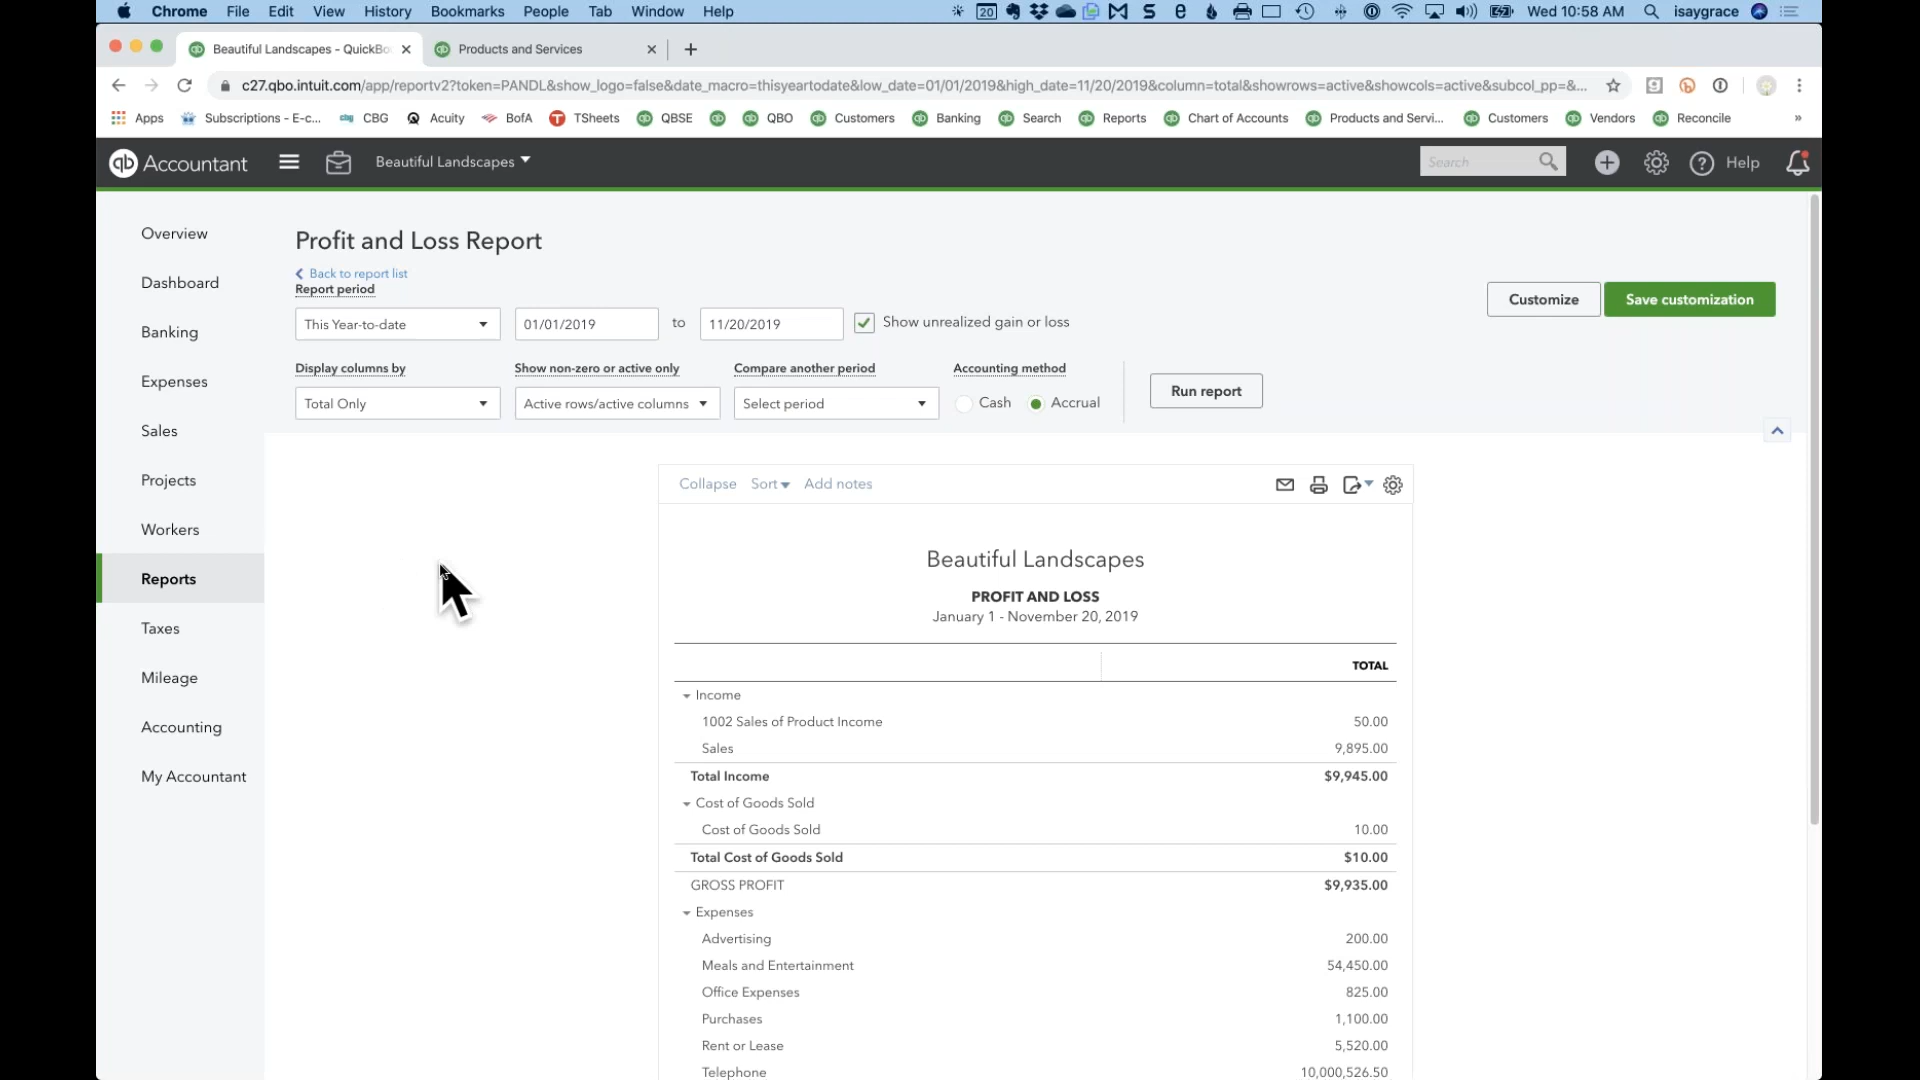 Chrome File Edit View History Bookmarks People Tab Window Help 20 Wed 10:58 AM isaygrace
Beautiful Landscapes - QuickBo Products and Services
c27.qbo.intuit.com/app/reportv2?token=PANDL&show_logo=false&date_macro=thisyeartodate&low_date=01/01/2019&high_date=11/20/2019&column=total&showrows=active&showcols=active&subcol_pp=&...
Apps Subscriptions - E-c... CBG Acuity BofA TSheets QBSE QBO Customers Banking Search Reports Chart of Accounts Products and Servi... Customers Vendors Reconcile »
qb Accountant Beautiful Landscapes Search Help
Overview
Dashboard
Banking
Expenses
Sales
Projects
Workers
Reports
Taxes
Mileage
Accounting
My Accountant
Profit and Loss Report
Back to report list
Report period
This Year-to-date 01/01/2019 to 11/20/2019 Show unrealized gain or loss
Customize Save customization
Display columns by Show non-zero or active only Compare another period Accounting method
Total Only Active rows/active columns Select period Cash Accrual Run report
Collapse Sort Add notes
Beautiful Landscapes
PROFIT AND LOSS
January 1 - November 20, 2019
TOTAL
Income
1002 Sales of Product Income 50.00
Sales 9,895.00
Total Income $9,945.00
Cost of Goods Sold
Cost of Goods Sold 10.00
Total Cost of Goods Sold $10.00
GROSS PROFIT $9,935.00
Expenses
Advertising 200.00
Meals and Entertainment 54,450.00
Office Expenses 825.00
Purchases 1,100.00
Rent or Lease 5,520.00
Telephone 10,000,526.50